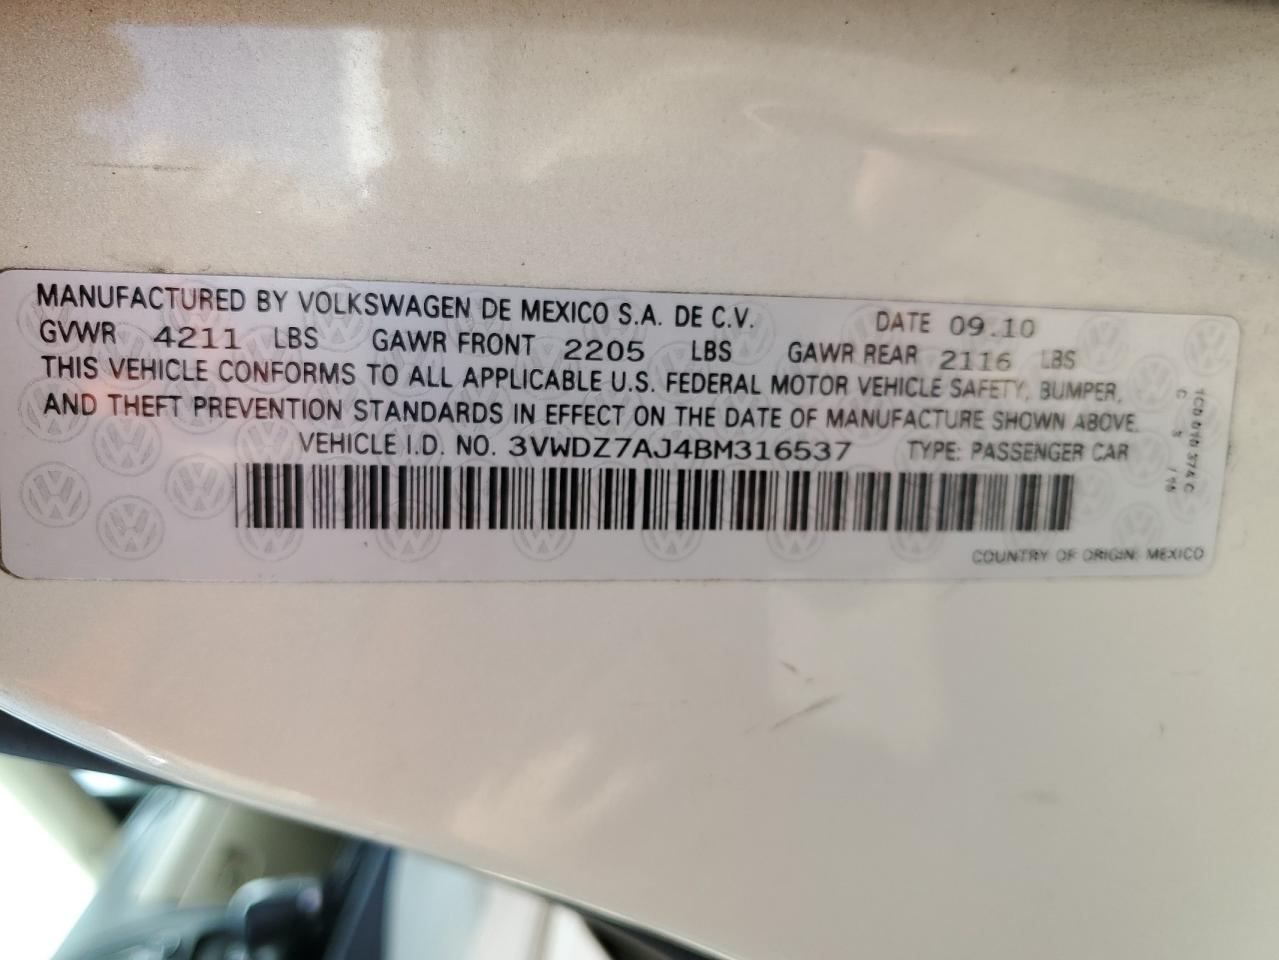 MANUFACTURED BY VOLKSWAGEN DE MEXICO S.A. DE C.V. DATE 09.10
GVWR 4211 LBS GAWR FRONT 2205 LBS GAWR REAR 2116 LBS
THIS VEHICLE CONFORMS TO ALL APPLICABLE U.S. FEDERAL MOTOR VEHICLE SAFETY, BUMPER,
AND THEFT PREVENTION STANDARDS IN EFFECT ON THE DATE OF MANUFACTURE SHOWN ABOVE.
VEHICLE I.D. NO. 3VWDZ7AJ4BM316537 TYPE: PASSENGER CAR
COUNTRY OF ORIGIN: MEXICO